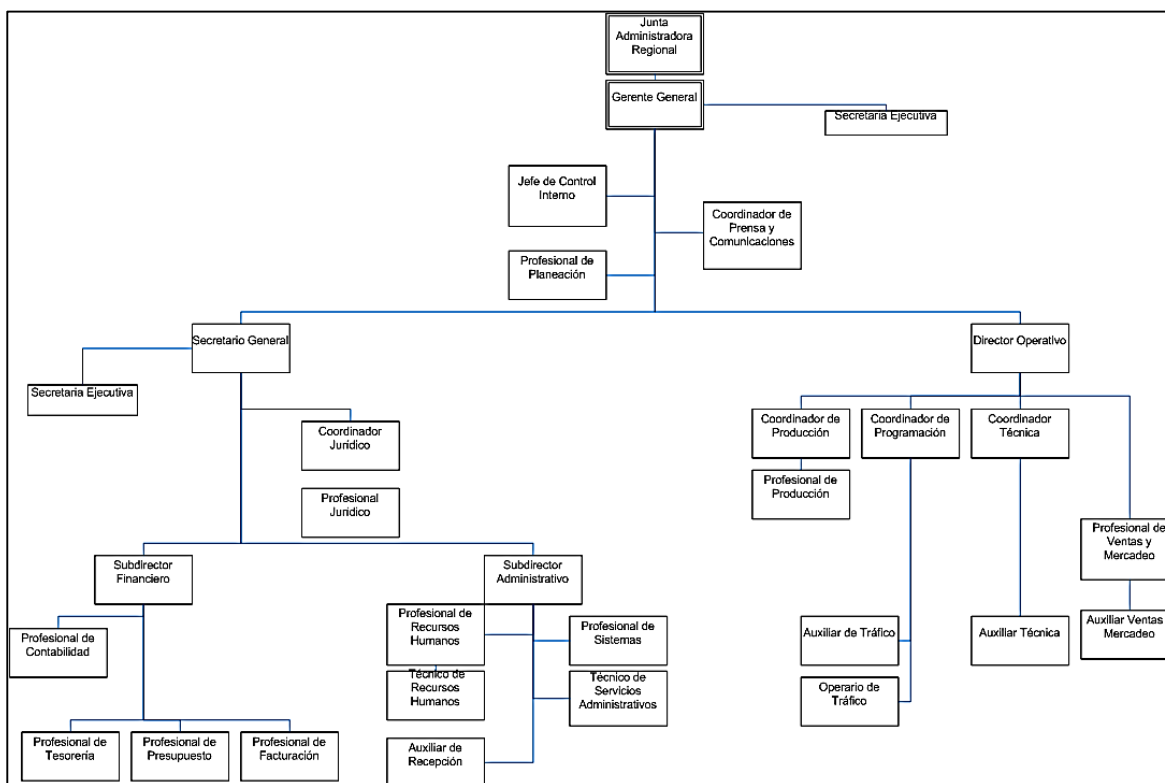 Junta
Administradora
Regional
Gerente General
Secretaria Ejecutiva
Jefe de Control
Interno
Coordinador de
Prensa y
Comunicaciones
Profesional de
Planeación
Secretario General
Director Operativo
Secretaria Ejecutiva
Coordinador
Jurídico
Profesional
Jurídico
Coordinador de
Producción
Coordinador de
Programación
Coordinador
Técnica
Profesional de
Producción
Profesional de
Ventas y
Mercadeo
Subdirector
Financiero
Subdirector
Administrativo
Profesional de
Contabilidad
Profesional de
Recursos
Humanos
Profesional de
Sistemas
Auxiliar de Tráfico
Auxiliar Técnica
Auxiliar Ventas
Mercadeo
Técnico de
Recursos
Humanos
Técnico de
Servicios
Administrativos
Operario de
Tráfico
Profesional de
Tesorería
Profesional de
Presupuesto
Profesional de
Facturación
Auxiliar de
Recepción